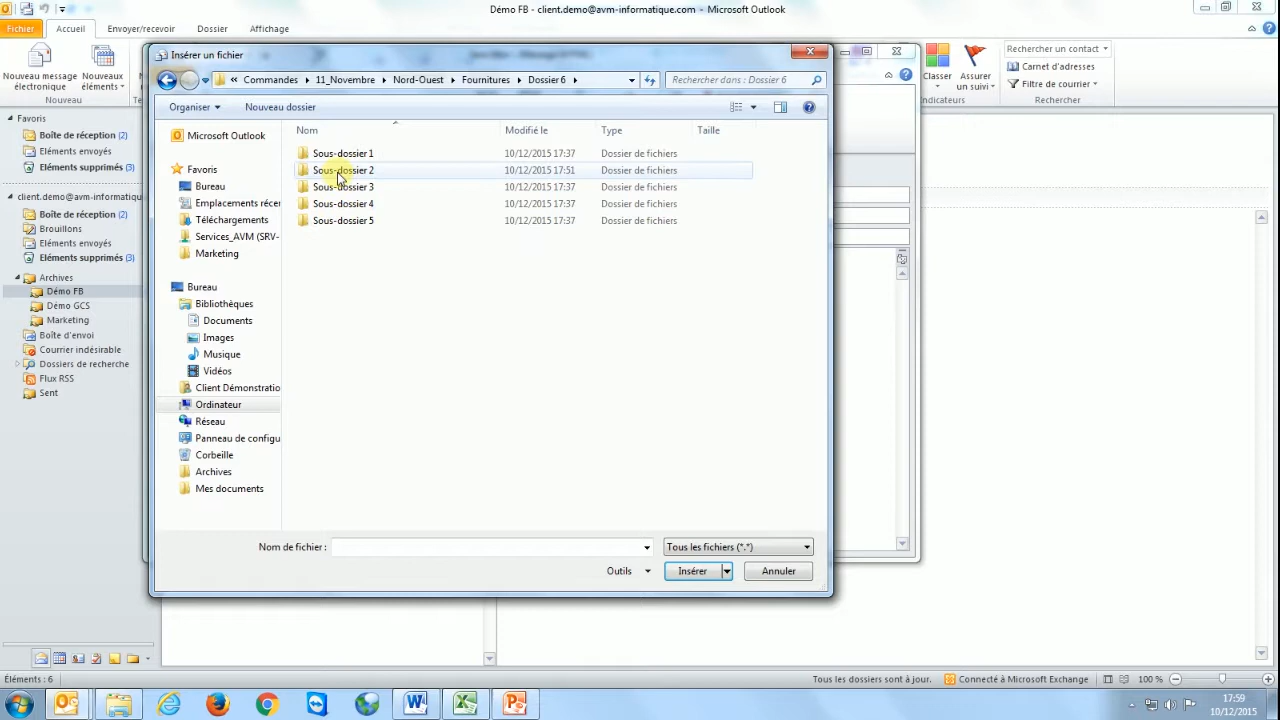 Démo FB - client.demo@avm-informatique.com - Microsoft Outlook
Fichier Accueil Envoyer/recevoir Dossier Affichage
Nouveau message électronique
Nouveaux éléments
Nouveau
Insérer un fichier
Commandes 11_Novembre Nord-Ouest Fournitures Dossier 6
Rechercher dans : Dossier 6
Organiser Nouveau dossier
Classer
Assurer un suivi
Rechercher un contact
Carnet d'adresses
Filtrer de courrier
Rechercher
Favoris
Boîte de réception (2)
Eléments envoyés
Eléments supprimés (3)
client.demo@avm-informatique
Boîte de réception (2)
Brouillons
Eléments envoyés
Eléments supprimés (3)
Archives
Démo FB
Démo GCS
Marketing
Boîte d'envoi
Courrier indésirable
Dossiers de recherche
Flux RSS
Sent
Microsoft Outlook
Favoris
Bureau
Emplacements récen
Téléchargements
Services_AVM (SRV-
Marketing
Bureau
Bibliothèques
Documents
Images
Musique
Vidéos
Client Démonstratio
Ordinateur
Réseau
Panneau de configu
Corbeille
Archives
Mes documents
Nom Modifié le Type Taille
Sous-dossier 1 10/12/2015 17:37 Dossier de fichiers
Sous-dossier 2 10/12/2015 17:51 Dossier de fichiers
Sous-dossier 3 10/12/2015 17:37 Dossier de fichiers
Sous-dossier 4 10/12/2015 17:37 Dossier de fichiers
Sous-dossier 5 10/12/2015 17:37 Dossier de fichiers
Nom de fichier : Tous les fichiers (*.*)
Outils Insérer Annuler
Éléments : 6 Tous les dossiers sont à jour. Connecté à Microsoft Exchange 100 %
17:59
10/12/2015